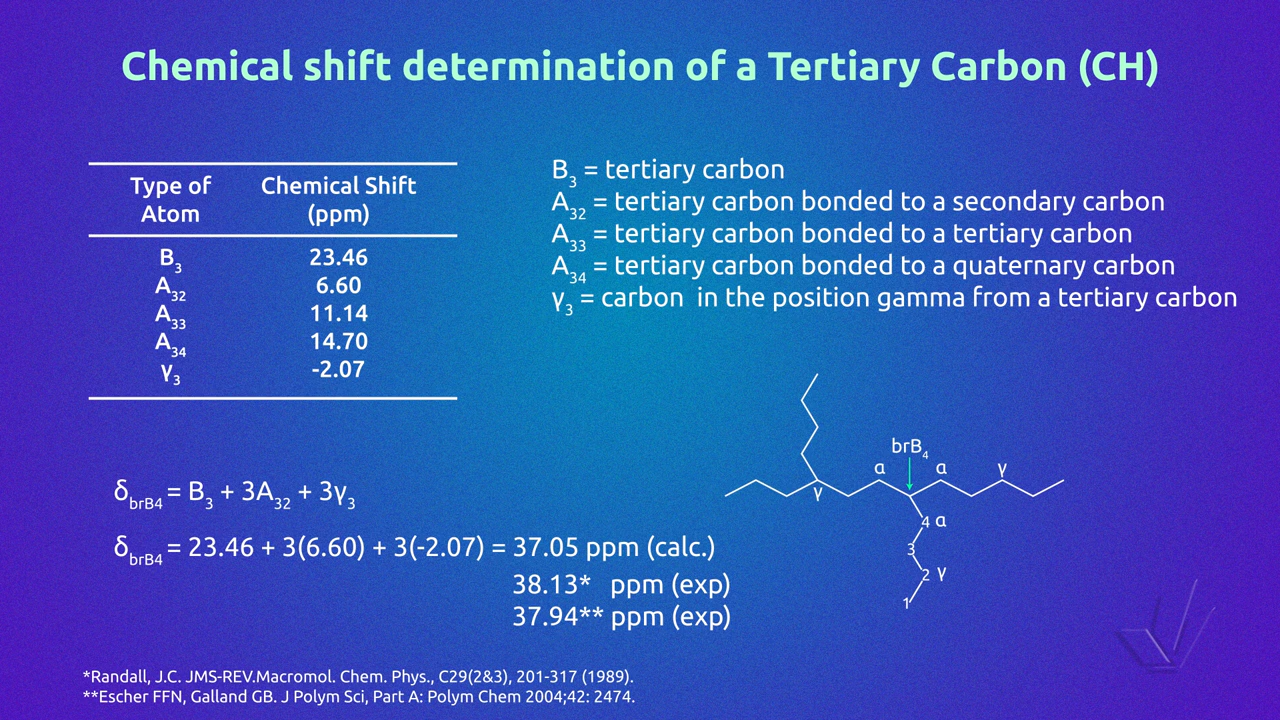 Chemical shift determination of a Tertiary Carbon (CH)
Type of Atom Chemical Shift (ppm)
B₃ 23.46
A₃₂ 6.60
A₃₃ 11.14
A₃₄ 14.70
γ₃ -2.07
B₃ = tertiary carbon
A₃₂ = tertiary carbon bonded to a secondary carbon
A₃₃ = tertiary carbon bonded to a tertiary carbon
A₃₄ = tertiary carbon bonded to a quaternary carbon
γ₃ = carbon in the position gamma from a tertiary carbon
δbrB4 = B₃ + 3A₃₂ + 3γ₃
δbrB4 = 23.46 + 3(6.60) + 3(-2.07) = 37.05 ppm (calc.)
38.13* ppm (exp)
37.94** ppm (exp)
brB₄
α α γ
γ
4 α
3
2 γ
1
*Randall, J.C. JMS-REV.Macromol. Chem. Phys., C29(2&3), 201-317 (1989).
**Escher FFN, Galland GB. J Polym Sci, Part A: Polym Chem 2004;42: 2474.